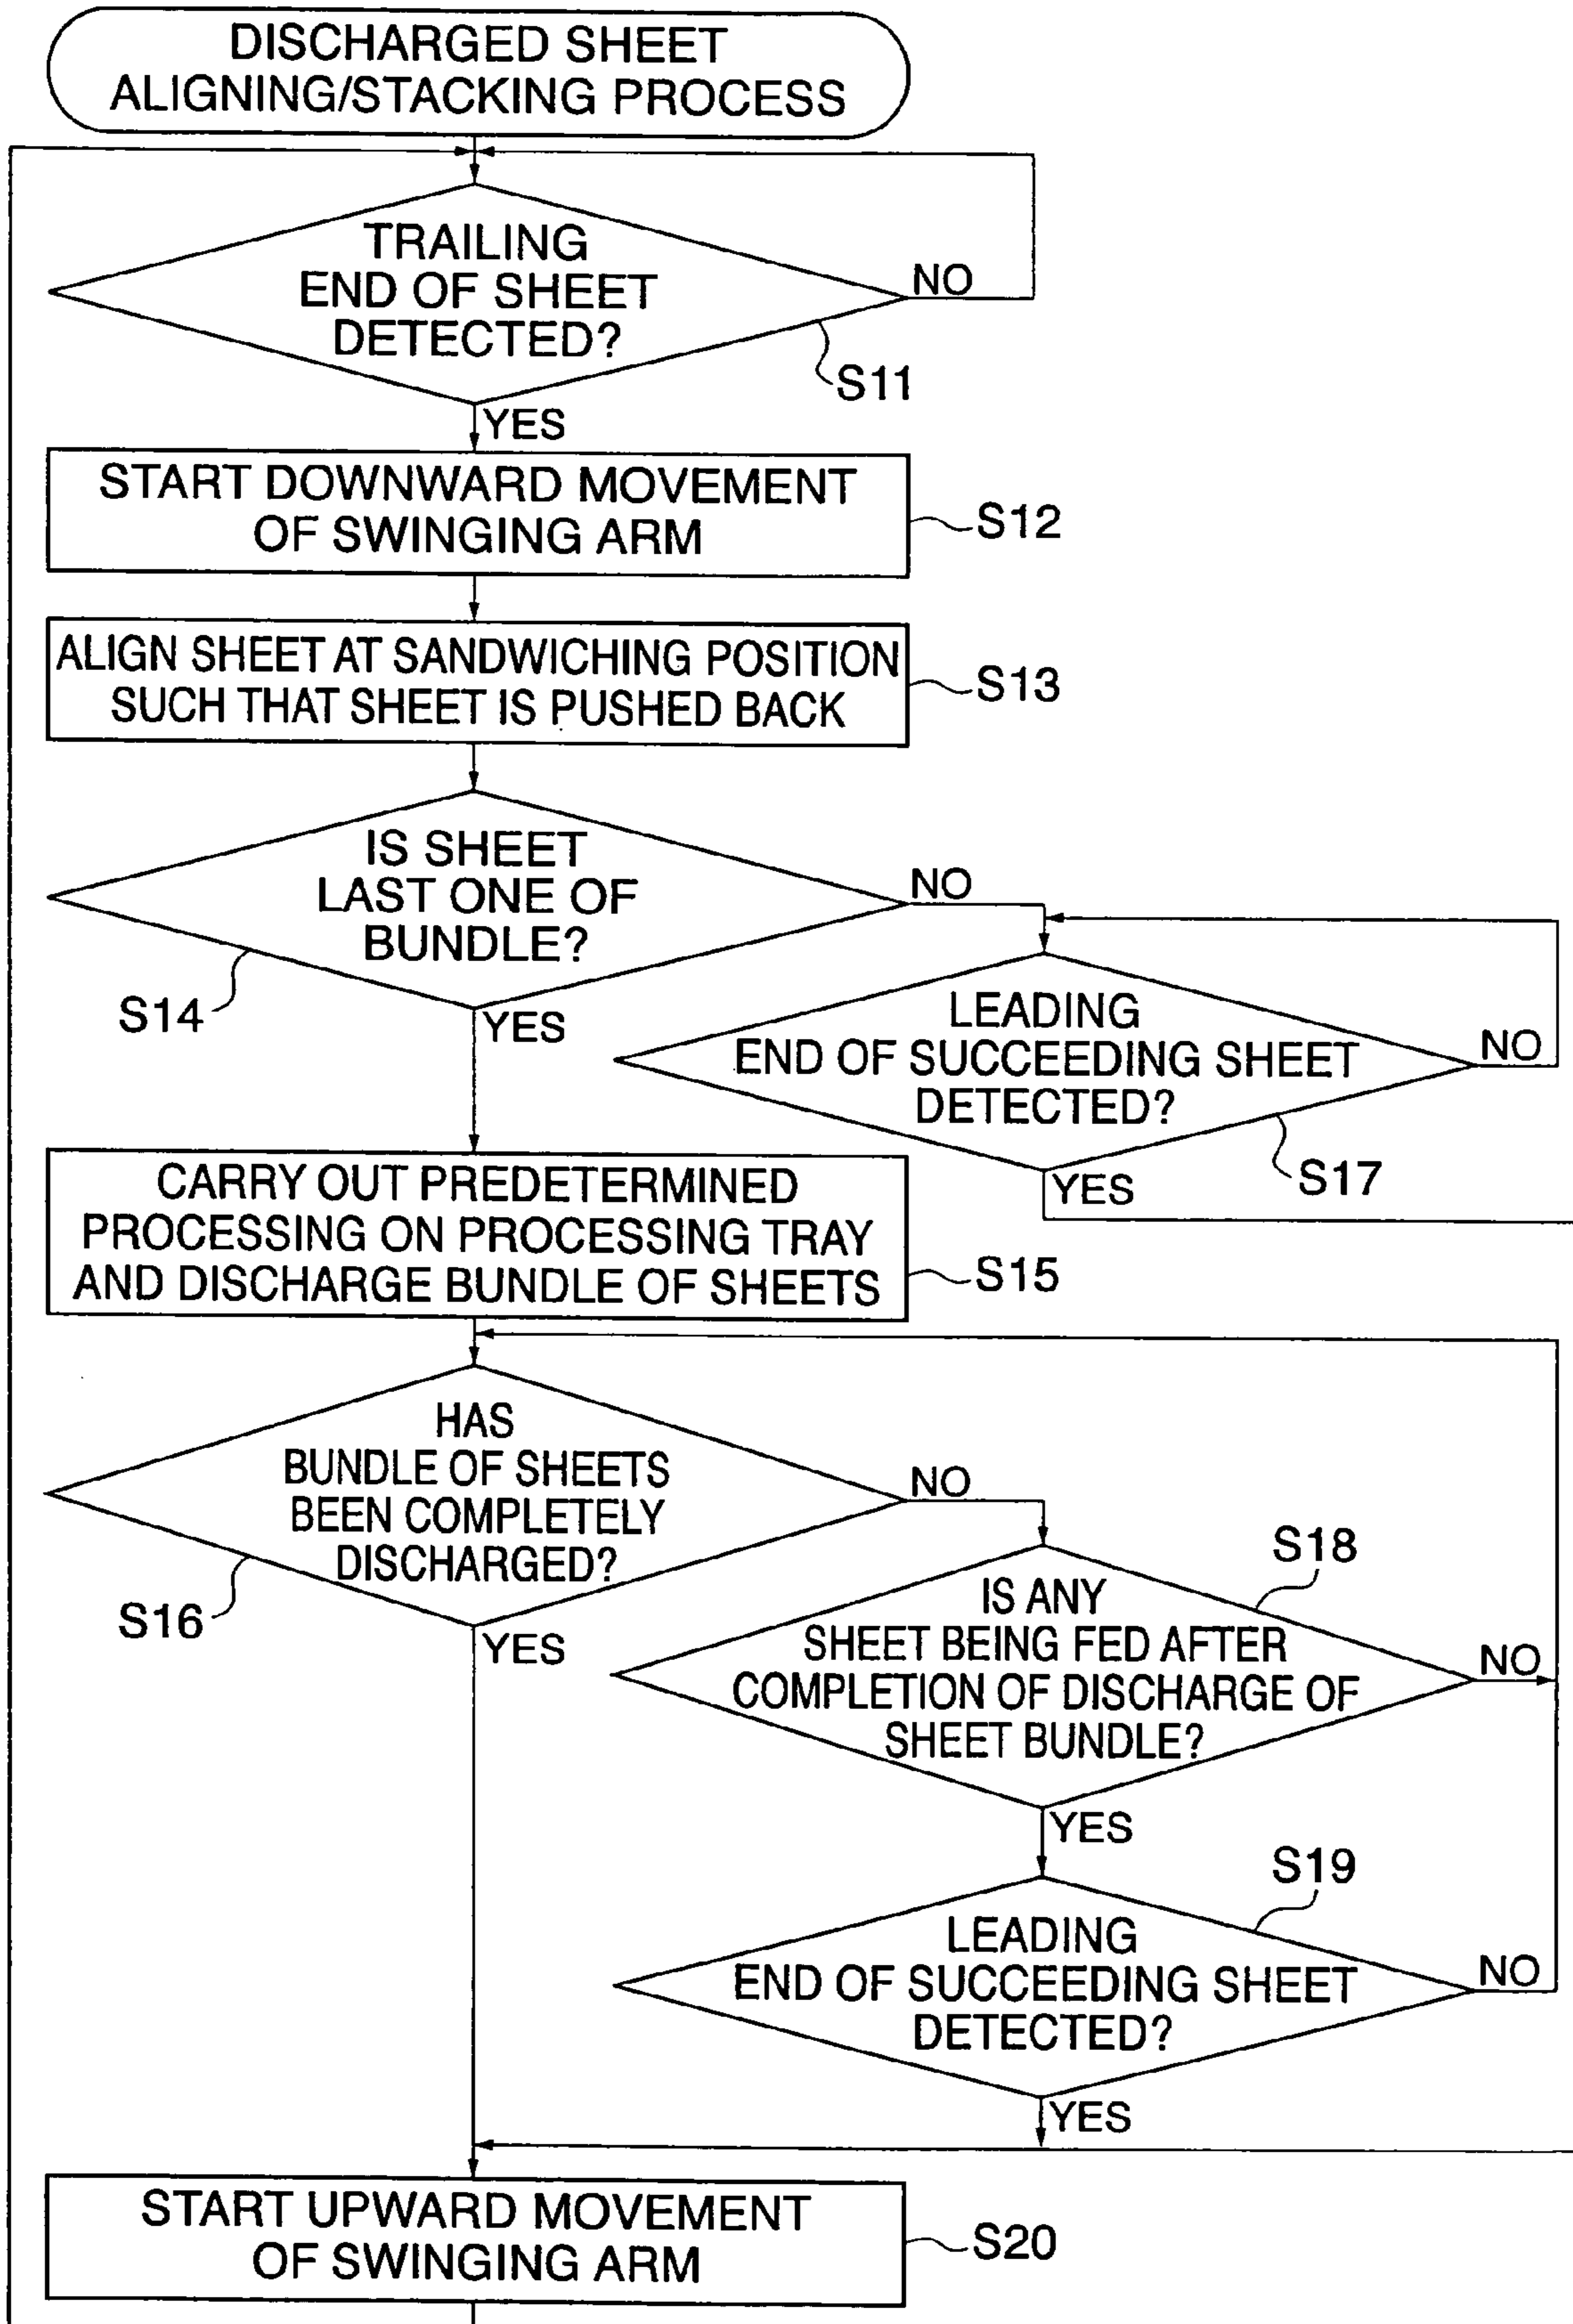 DISCHARGED SHEET
ALIGNING/STACKING PROCESS
TRAILING
END OF SHEET
DETECTED?
NO
S11
YES
START DOWNWARD MOVEMENT
OF SWINGING ARM
S12
ALIGN SHEET AT SANDWICHING POSITION
SUCH THAT SHEET IS PUSHED BACK
S13
IS SHEET
LAST ONE OF
BUNDLE?
NO
S14
YES
LEADING
END OF SUCCEEDING SHEET
DETECTED?
NO
S17
YES
CARRY OUT PREDETERMINED
PROCESSING ON PROCESSING TRAY
AND DISCHARGE BUNDLE OF SHEETS
S15
HAS
BUNDLE OF SHEETS
BEEN COMPLETELY
DISCHARGED?
NO
S16
YES
S18
IS ANY
SHEET BEING FED AFTER
COMPLETION OF DISCHARGE OF
SHEET BUNDLE?
NO
YES
S19
LEADING
END OF SUCCEEDING SHEET
DETECTED?
NO
YES
START UPWARD MOVEMENT
OF SWINGING ARM
S20